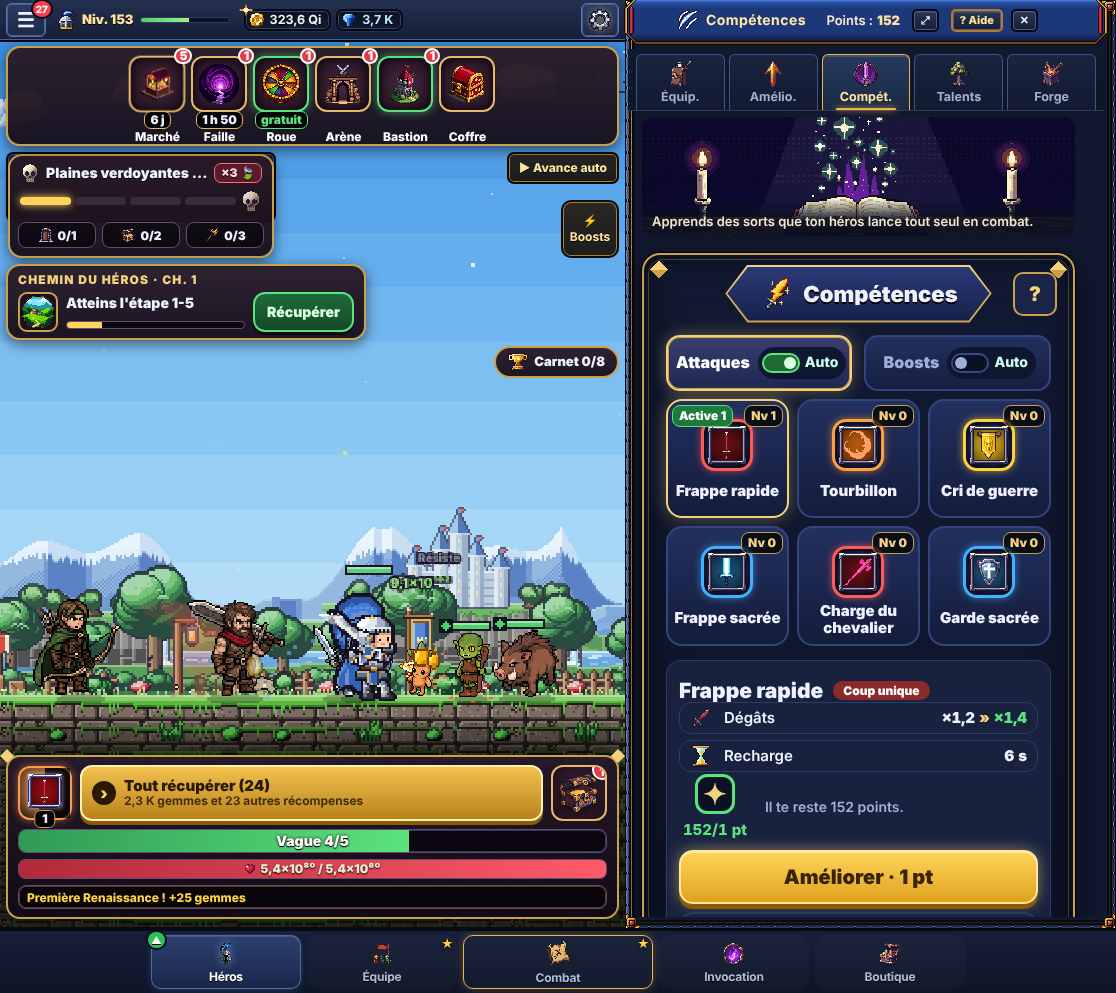 27
Niv. 153
323,6 Qi
3,7 K
5
1
1
1
1
6 j
1 h 50
gratuit
Marché
Faille
Roue
Arène
Bastion
Coffre
Plaines verdoyantes ...
×3
0/1
0/2
0/3
Avance auto
Boosts
CHEMIN DU HÉROS · CH. 1
Atteins l'étape 1-5
Récupérer
Carnet 0/8
Résiste
1
Tout récupérer (24)
2,3 K gemmes et 23 autres récompenses
Vague 4/5
5,4×10⁸⁰ / 5,4×10⁸⁰
Première Renaissance ! +25 gemmes
Héros
Équipe
Combat
Invocation
Boutique
Compétences
Points : 152
? Aide
×
Équip.
Amélio.
Compét.
Talents
Forge
Apprends des sorts que ton héros lance tout seul en combat.
Compétences
?
Attaques
Auto
Boosts
Auto
Active 1
Nv 1
Nv 0
Nv 0
Frappe rapide
Tourbillon
Cri de guerre
Nv 0
Nv 0
Nv 0
Frappe sacrée
Charge du
chevalier
Garde sacrée
Frappe rapide
Coup unique
Dégâts
×1,2 » ×1,4
Recharge
6 s
Il te reste 152 points.
152/1 pt
Améliorer · 1 pt